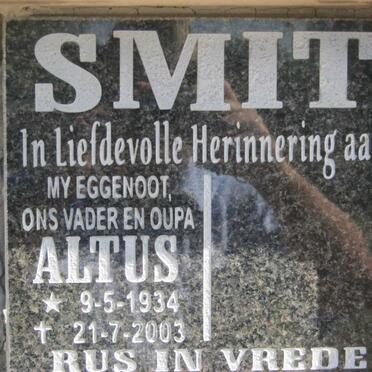 SMIT
In Liefdevolle Herinnering aa
MY EGGENOOT,
ONS VADER EN OUPA
ALTUS
★ 9-5-1934
✝ 21-7-2003
RUS IN VREDE